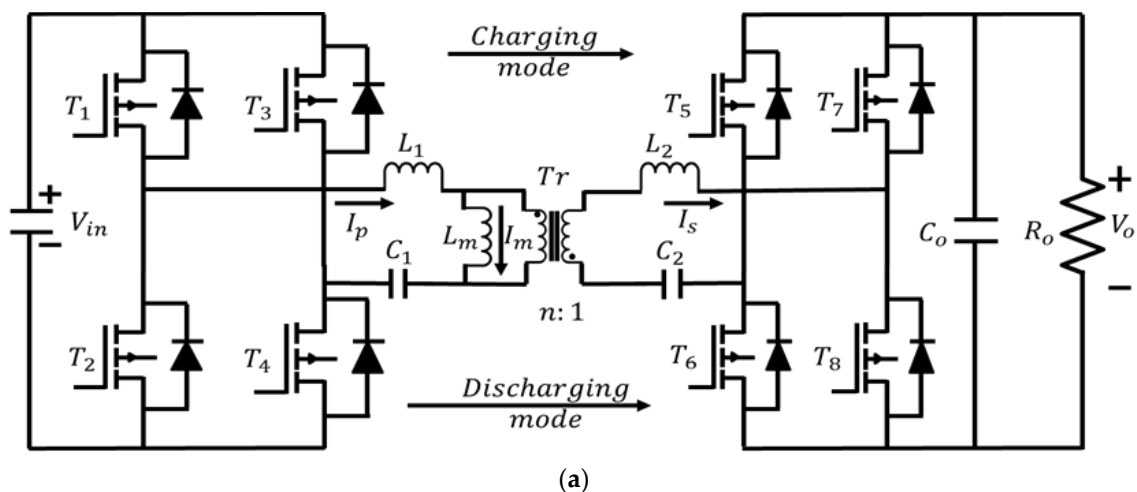 Charging
mode
T1
T3
T5
T7
L1
L2
Tr
+
Vin
−
Ip
Lm
Im
Is
C1
C2
n: 1
Co
Ro
+
Vo
−
T2
T4
T6
T8
Discharging
mode
(a)